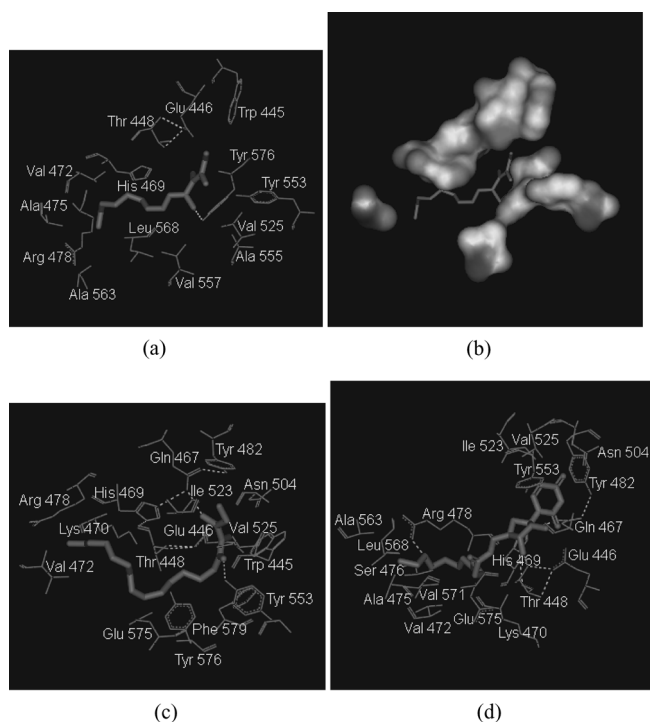 Glu 446
Trp 445
Thr 448
Tyr 576
Val 472
His 469
Tyr 553
Ala 475
Leu 568
Val 525
Arg 478
Ala 555
Val 557
Ala 563
(a)
(b)
Gln 467
Tyr 482
Asn 504
Arg 478
His 469
Ile 523
Lys 470
Glu 446
Val 525
Val 472
Thr 448
Trp 445
Tyr 553
Glu 575
Phe 579
Tyr 576
(c)
Val 525
Ile 523
Asn 504
Tyr 553
Tyr 482
Arg 478
Gln 467
Ala 563
Leu 568
His 469
Glu 446
Ser 476
Ala 475
Val 571
Thr 448
Val 472
Glu 575
Lys 470
(d)